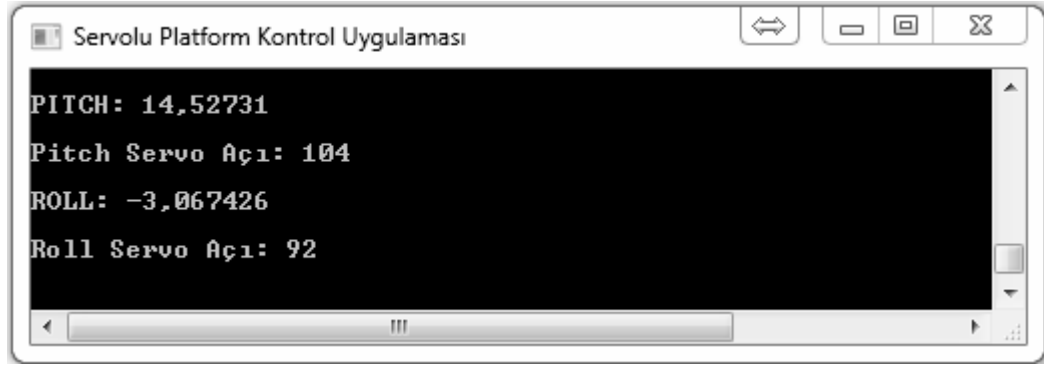 Servolu Platform Kontrol Uygulaması
PITCH: 14,52731
Pitch Servo Açı: 104
ROLL: -3,067426
Roll Servo Açı: 92